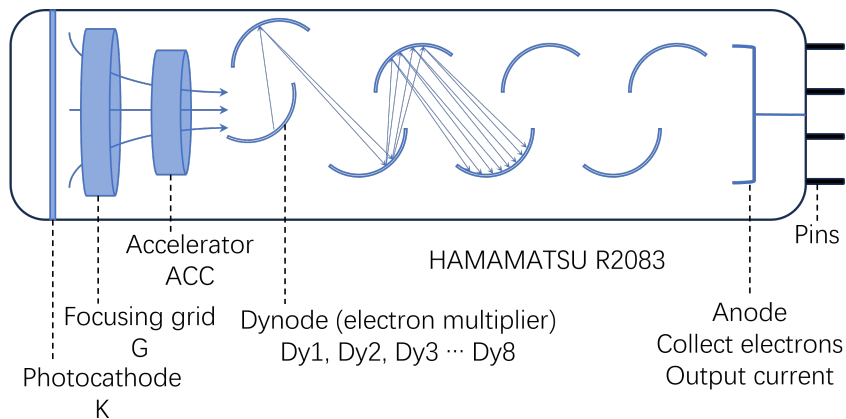 Accelerator
ACC
HAMAMATSU R2083
Pins
Focusing grid
G
Dynode (electron multiplier)
Dy1, Dy2, Dy3 ··· Dy8
Anode
Collect electrons
Output current
Photocathode
K